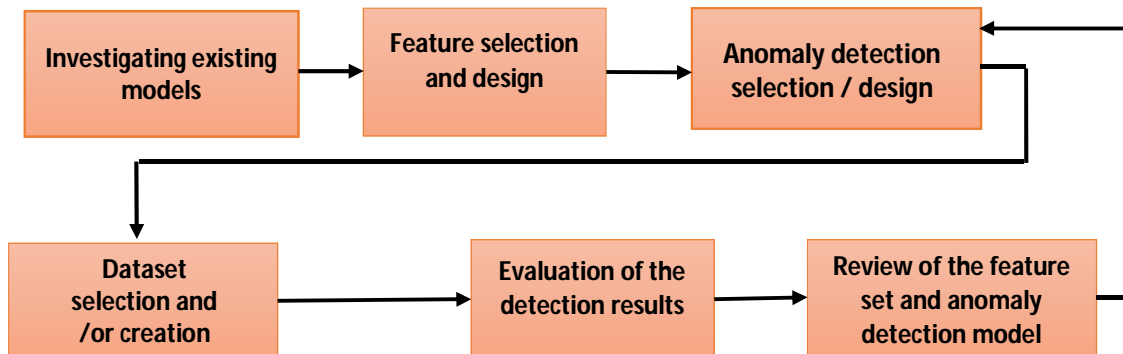 Investigating existing
models
Feature selection
and design
Anomaly detection
selection / design
Dataset
selection and
/or creation
Evaluation of the
detection results
Review of the feature
set and anomaly
detection model